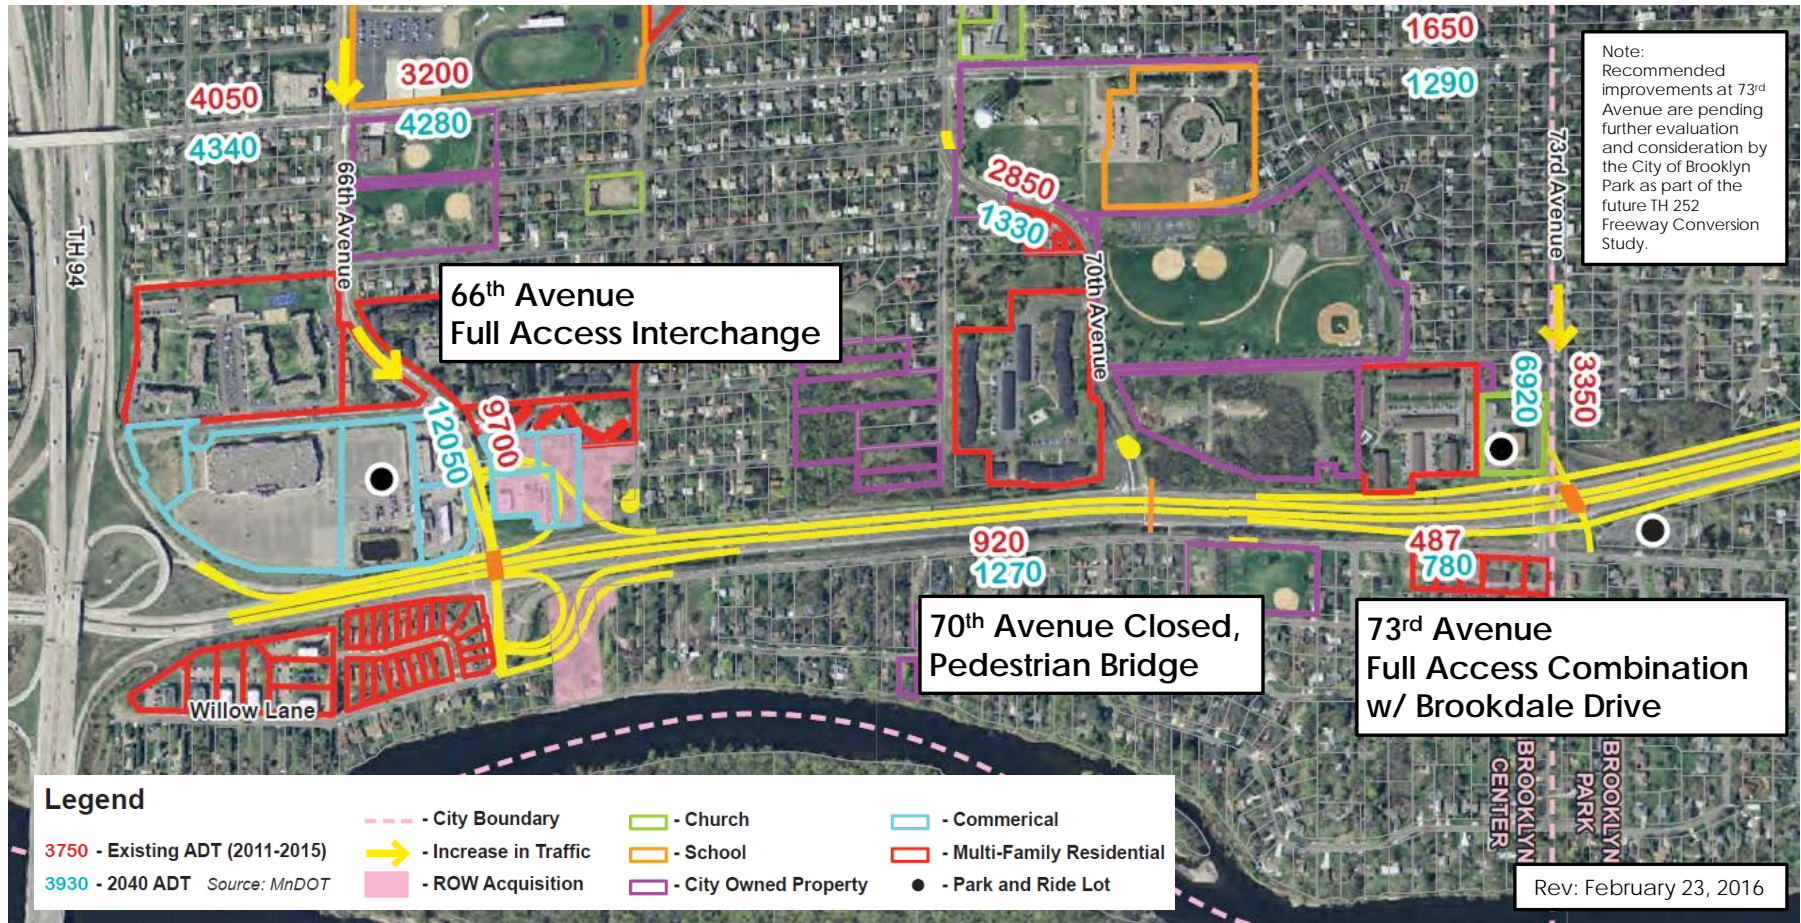 1650
1290
Note:
Recommended
improvements at 73rd
Avenue are pending
further evaluation
and consideration by
the City of Brooklyn
Park as part of the
future TH 252
Freeway Conversion
Study.
4050
4340
3200
4280
66th Avenue
TH 94
2850
1330
70th Avenue
73rd Avenue
66th Avenue
Full Access Interchange
12050
9700
6920
3350
920
1270
487
780
70th Avenue Closed,
Pedestrian Bridge
73rd Avenue
Full Access Combination
w/ Brookdale Drive
Willow Lane
BROOKLYN
CENTER
BROOKLYN
PARK
Legend
3750 - Existing ADT (2011-2015)
3930 - 2040 ADT Source: MnDOT
- City Boundary
- Increase in Traffic
- ROW Acquisition
- Church
- School
- City Owned Property
- Commerical
- Multi-Family Residential
- Park and Ride Lot
Rev: February 23, 2016